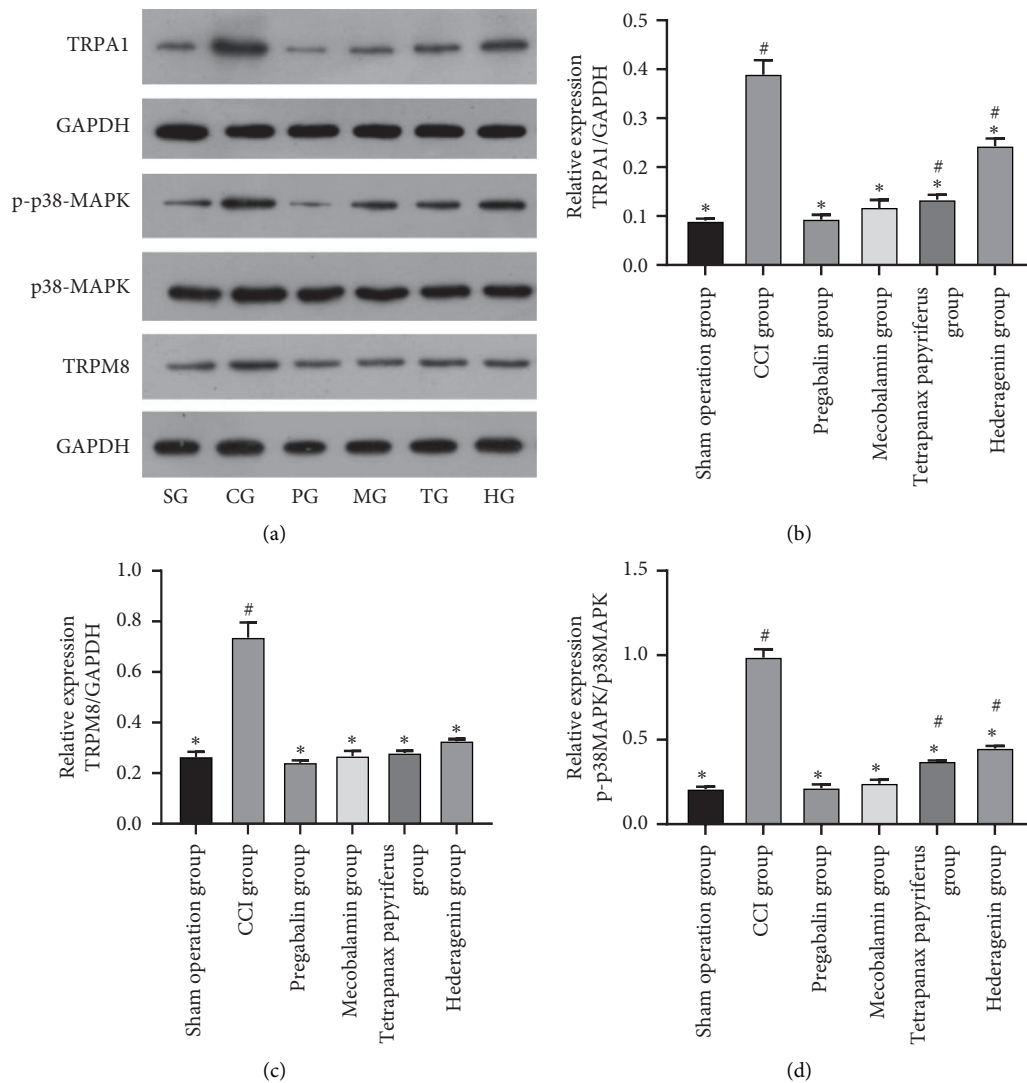 TRPA1
GAPDH
p-p38-MAPK
p38-MAPK
TRPM8
GAPDH
SG CG PG MG TG HG
(a)
Relative expression
TRPA1/GAPDH
0.5
0.4
0.3
0.2
0.1
0.0
*
#
*
*
#
*
#
*
Sham operation group
CCI group
Pregabalin group
Mecobalamin group
Tetrapanax papyriferus
group
Hederagenin group
(b)
Relative expression
TRPM8/GAPDH
1.0
0.8
0.6
0.4
0.2
0.0
*
#
*
*
*
*
Sham operation group
CCI group
Pregabalin group
Mecobalamin group
Tetrapanax papyriferus
group
Hederagenin group
(c)
Relative expression
p-p38MAPK/p38MAPK
1.5
1.0
0.5
0.0
*
#
*
*
#
*
#
*
Sham operation group
CCI group
Pregabalin group
Mecobalamin group
Tetrapanax papyriferus
group
Hederagenin group
(d)